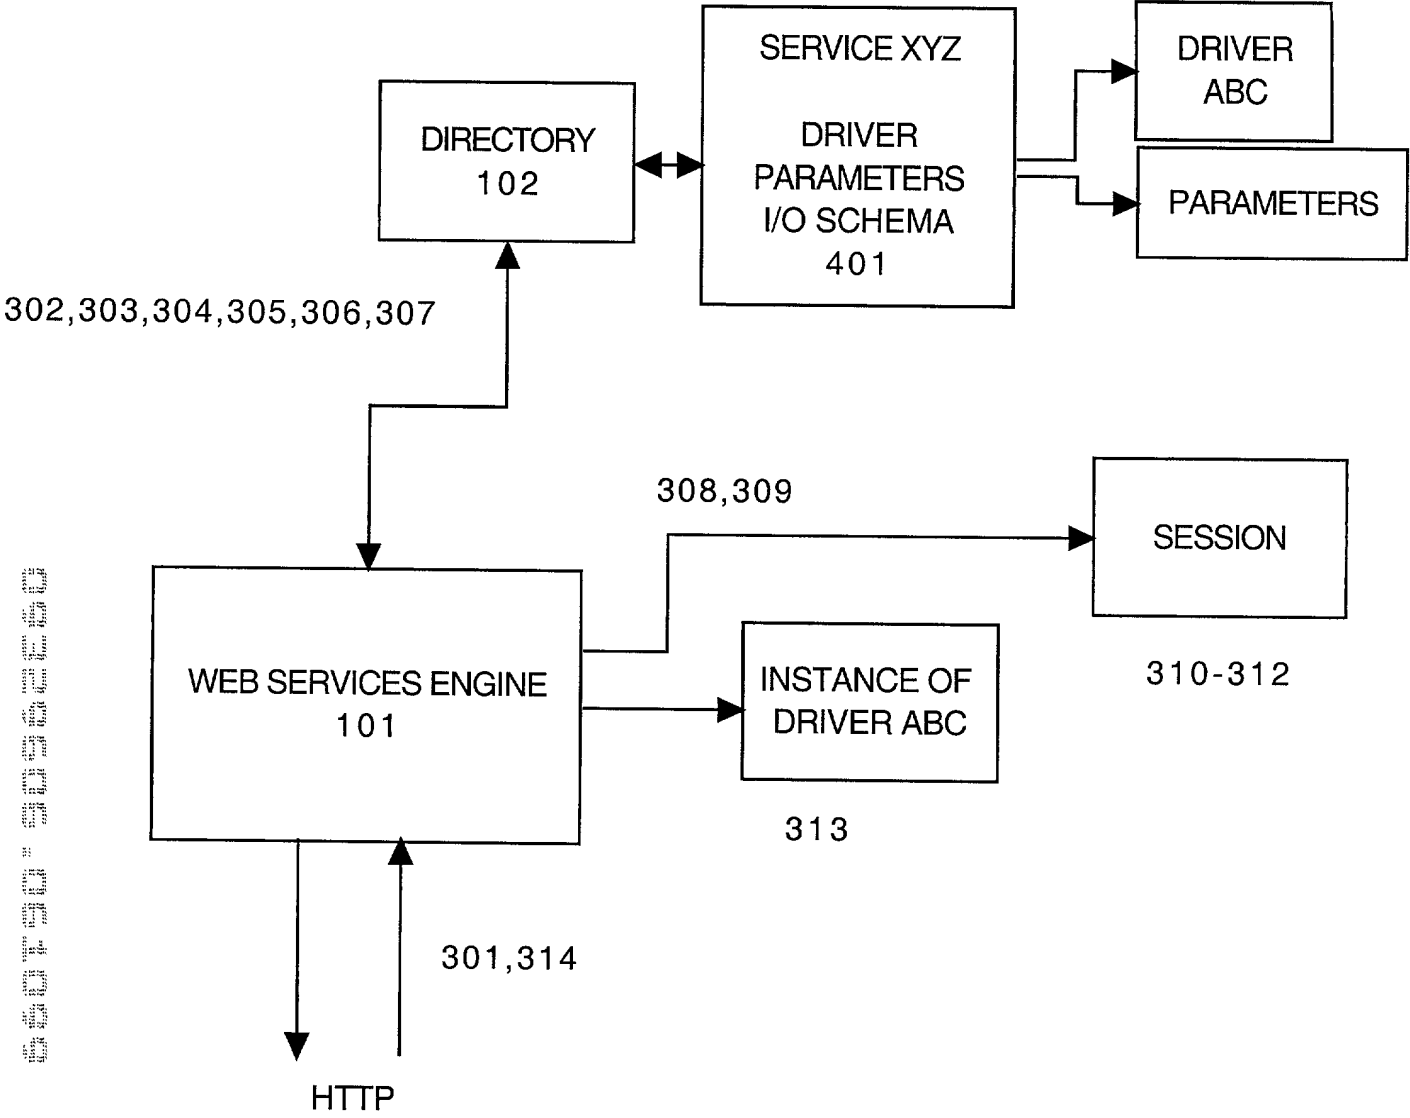 SERVICE XYZ
DRIVER
PARAMETERS
I/O SCHEMA
401
DRIVER
ABC
PARAMETERS
DIRECTORY
102
302,303,304,305,306,307
308,309
SESSION
310-312
WEB SERVICES ENGINE
101
INSTANCE OF
DRIVER ABC
313
301,314
HTTP